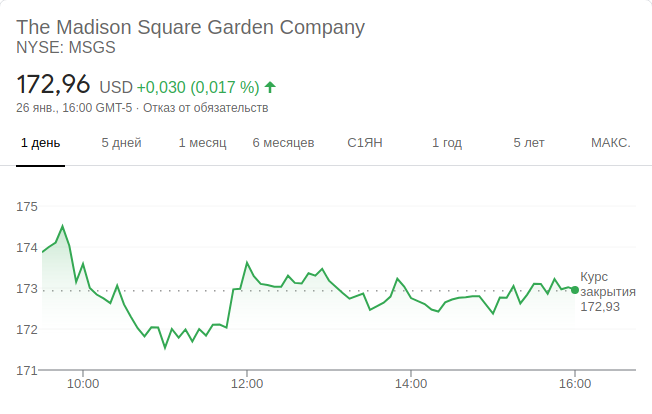 The Madison Square Garden Company
NYSE: MSGS
172,96 USD +0,030 (0,017 %)
26 янв., 16:00 GMT-5 · Отказ от обязательств
1 день 5 дней 1 месяц 6 месяцев С1ЯН 1 год 5 лет МАКС.
175
174
173
172
171
Курс
закрытия
172,93
10:00 12:00 14:00 16:00